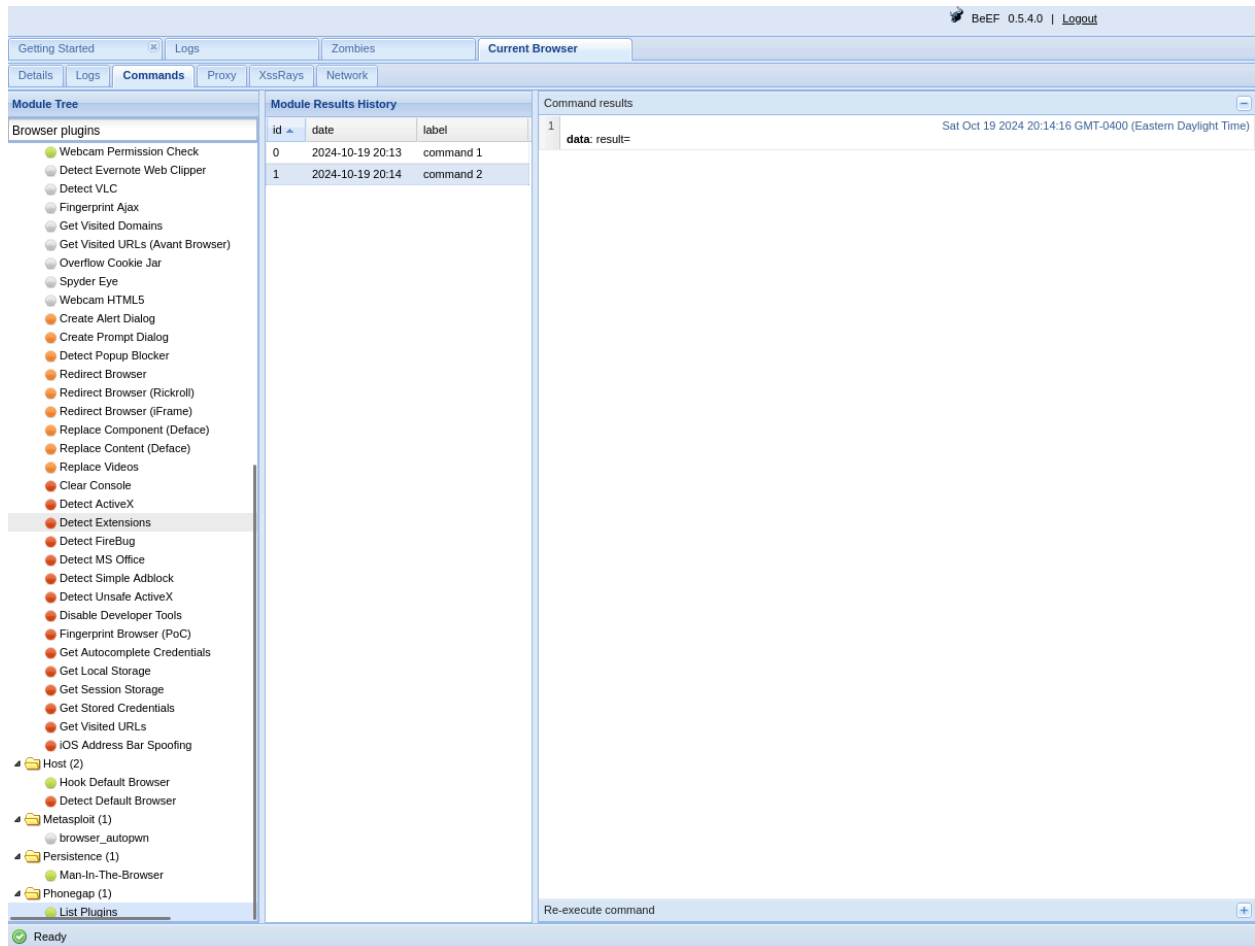 BeEF 0.5.4.0 | Logout
Getting Started Logs Zombies Current Browser
Details Logs Commands Proxy XssRays Network
Module Tree
Browser plugins
Webcam Permission Check
Detect Evernote Web Clipper
Detect VLC
Fingerprint Ajax
Get Visited Domains
Get Visited URLs (Avant Browser)
Overflow Cookie Jar
Spyder Eye
Webcam HTML5
Create Alert Dialog
Create Prompt Dialog
Detect Popup Blocker
Redirect Browser
Redirect Browser (Rickroll)
Redirect Browser (iFrame)
Replace Component (Deface)
Replace Content (Deface)
Replace Videos
Clear Console
Detect ActiveX
Detect Extensions
Detect FireBug
Detect MS Office
Detect Simple Adblock
Detect Unsafe ActiveX
Disable Developer Tools
Fingerprint Browser (PoC)
Get Autocomplete Credentials
Get Local Storage
Get Session Storage
Get Stored Credentials
Get Visited URLs
iOS Address Bar Spoofing
Host (2)
Hook Default Browser
Detect Default Browser
Metasploit (1)
browser_autopwn
Persistence (1)
Man-In-The-Browser
Phonegap (1)
List Plugins
Module Results History
id date label
0 2024-10-19 20:13 command 1
1 2024-10-19 20:14 command 2
Command results
1 Sat Oct 19 2024 20:14:16 GMT-0400 (Eastern Daylight Time)
data: result=
Re-execute command
Ready